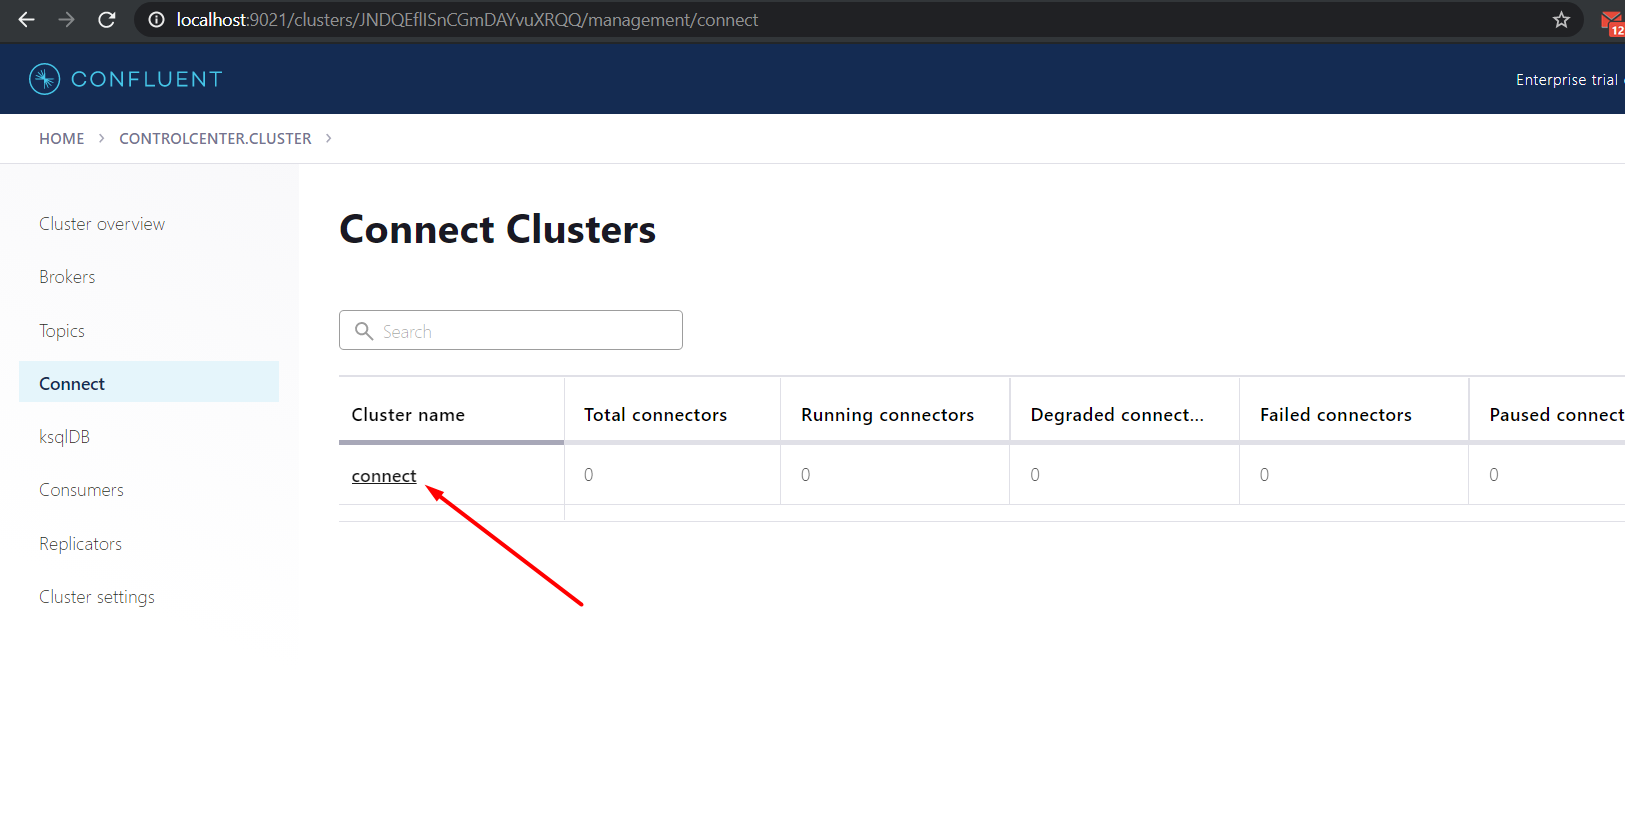 localhost:9021/clusters/JNDQEflISnCGmDAYvuXRQQ/management/connect
12
CONFLUENT
Enterprise trial
HOME > CONTROLCENTER.CLUSTER >
Cluster overview
Brokers
Topics
Connect
ksqlDB
Consumers
Replicators
Cluster settings
Connect Clusters
Search
Cluster name Total connectors Running connectors Degraded connect... Failed connectors Paused connect
connect 0 0 0 0 0